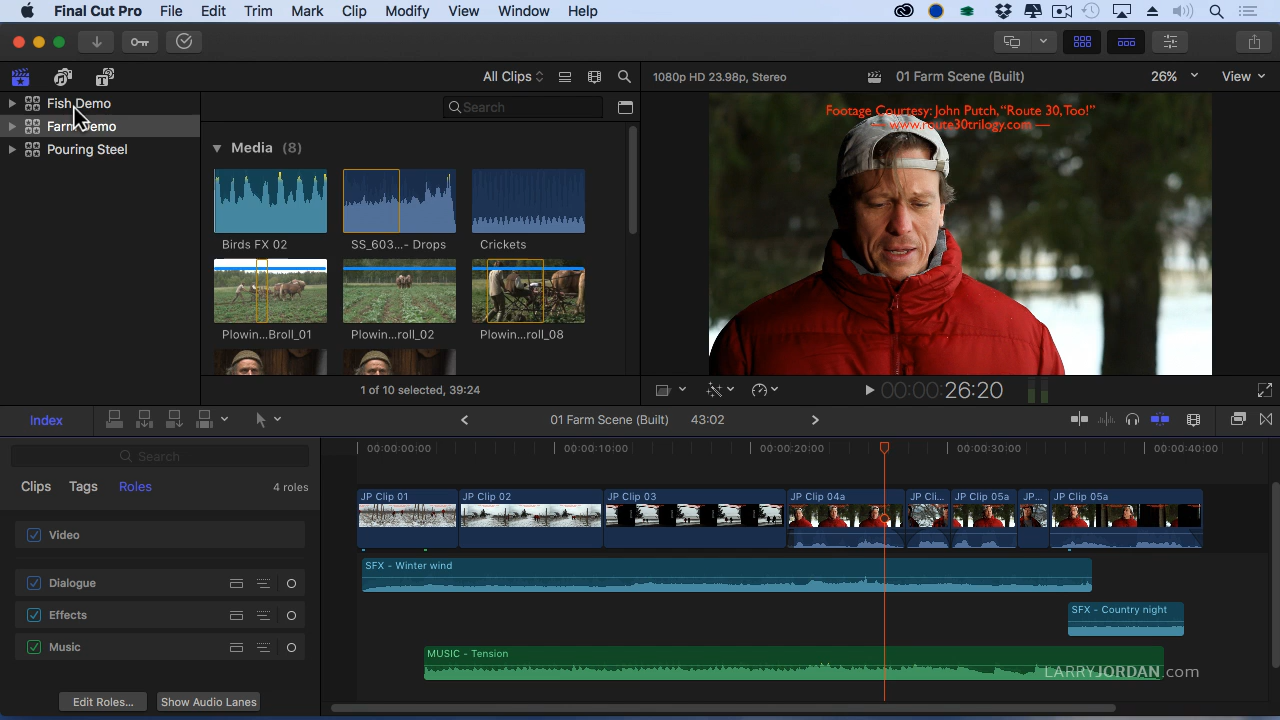 Final Cut Pro File Edit Trim Mark Clip Modify View Window Help
All Clips
1080p HD 23.98p, Stereo
01 Farm Scene (Built)
26%
View
Fish Demo
Farm Demo
Pouring Steel
Search
Media (8)
Birds FX 02
SS_603...- Drops
Crickets
Plowin...Broll_01
Plowin...roll_02
Plowin...roll_08
1 of 10 selected, 39:24
Footage Courtesy: John Putch, “Route 30, Too!”
— www.route30trilogy.com —
00:00:26:20
Index
01 Farm Scene (Built)
43:02
Search
Clips Tags Roles
4 roles
Video
Dialogue
Effects
Music
Edit Roles...
Show Audio Lanes
00:00:00:00
00:00:10:00
00:00:20:00
00:00:30:00
00:00:40:00
JP Clip 01
JP Clip 02
JP Clip 03
JP Clip 04a
JP Cli...
JP Clip 05a
JP...
JP Clip 05a
SFX - Winter wind
SFX - Country night
MUSIC - Tension
LARRYJORDAN.com